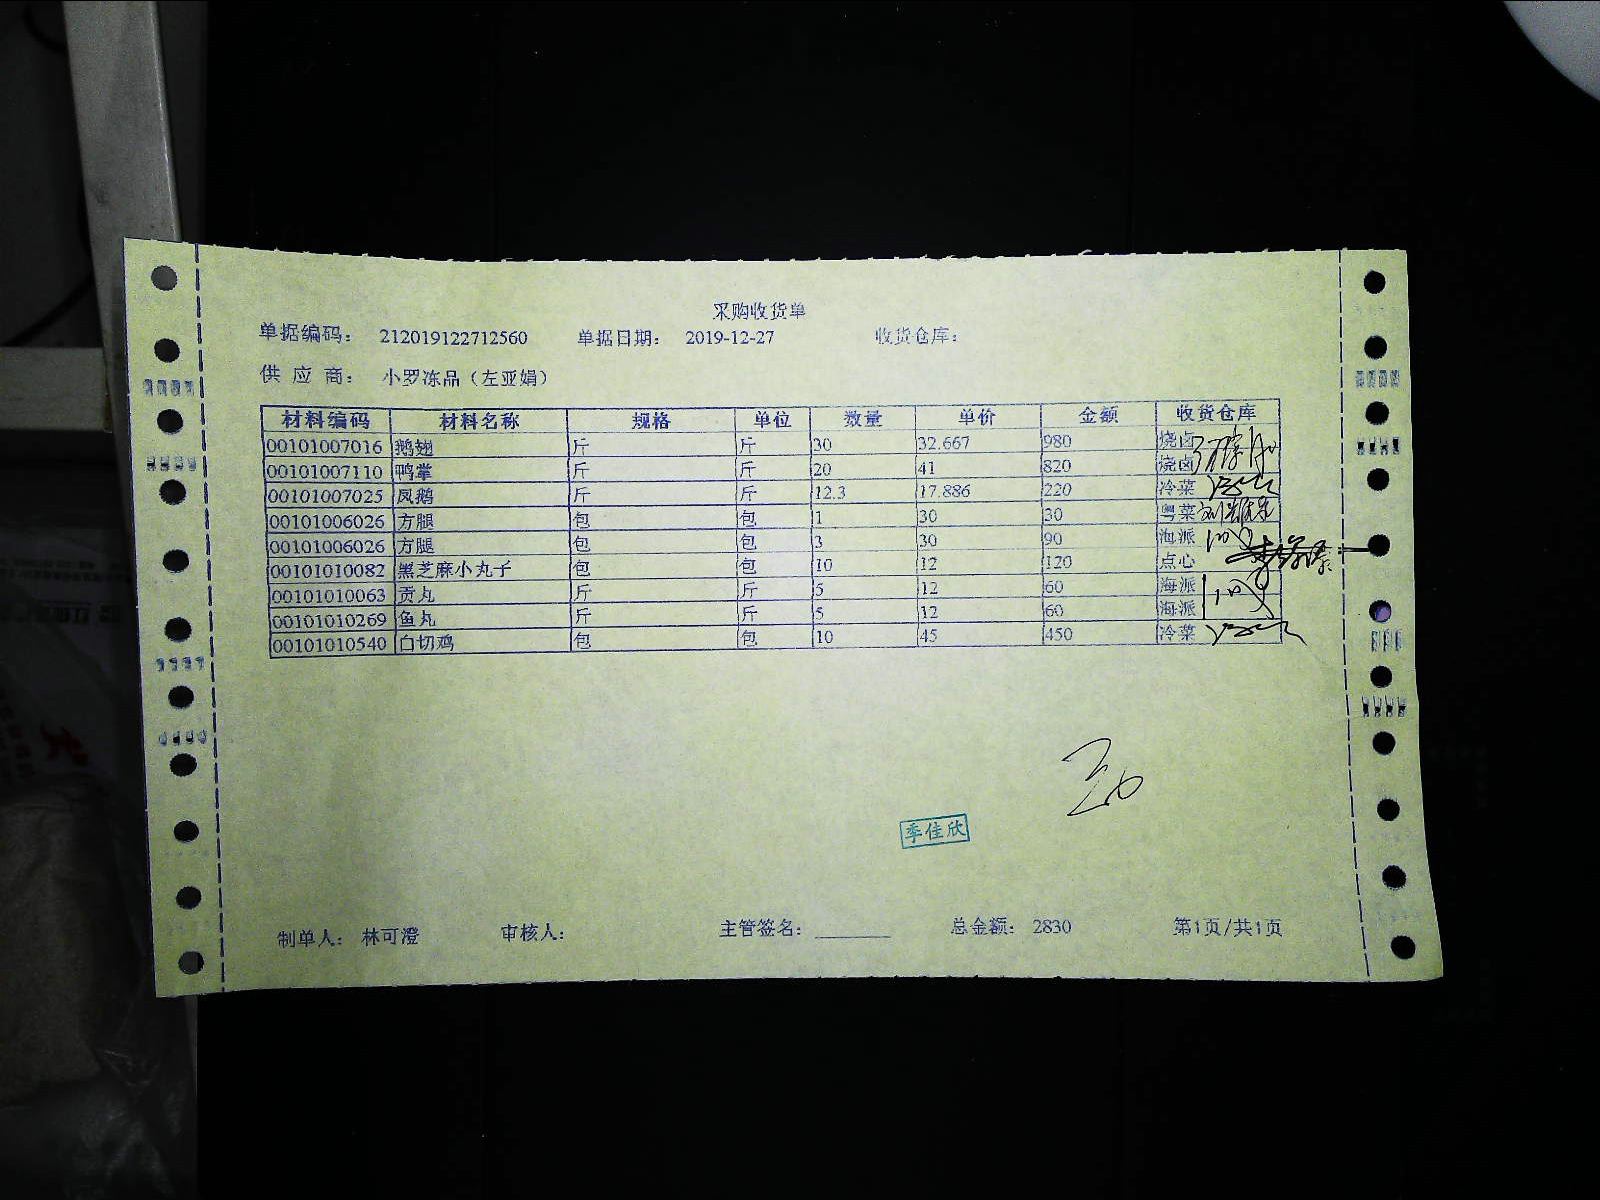 采购收货单
单据编码： 212019122712560 单据日期： 2019-12-27 收货仓库：
供 应 商： 小罗冻品（左亚娟）
材料编码 材料名称 规格 单位 数量 单价 金额 收货仓库
00101007016 鹅翅 斤 斤 30 32.667 980 烧卤
00101007110 鸭掌 斤 斤 20 41 820 烧卤
00101007025 凤鹅 斤 斤 12.3 17.886 220 冷菜
00101006026 方腿 包 包 1 30 30 粤菜
00101006026 方腿 包 包 3 30 90 海派
00101010082 黑芝麻小丸子 包 包 10 12 120 点心
00101010063 贡丸 斤 斤 5 12 60 海派
00101010269 鱼丸 斤 斤 5 12 60 海派
00101010540 白切鸡 包 包 10 45 450 冷菜
季佳欣
制单人： 林可澄 审核人： 主管签名： 总金额： 2830 第1页/共1页